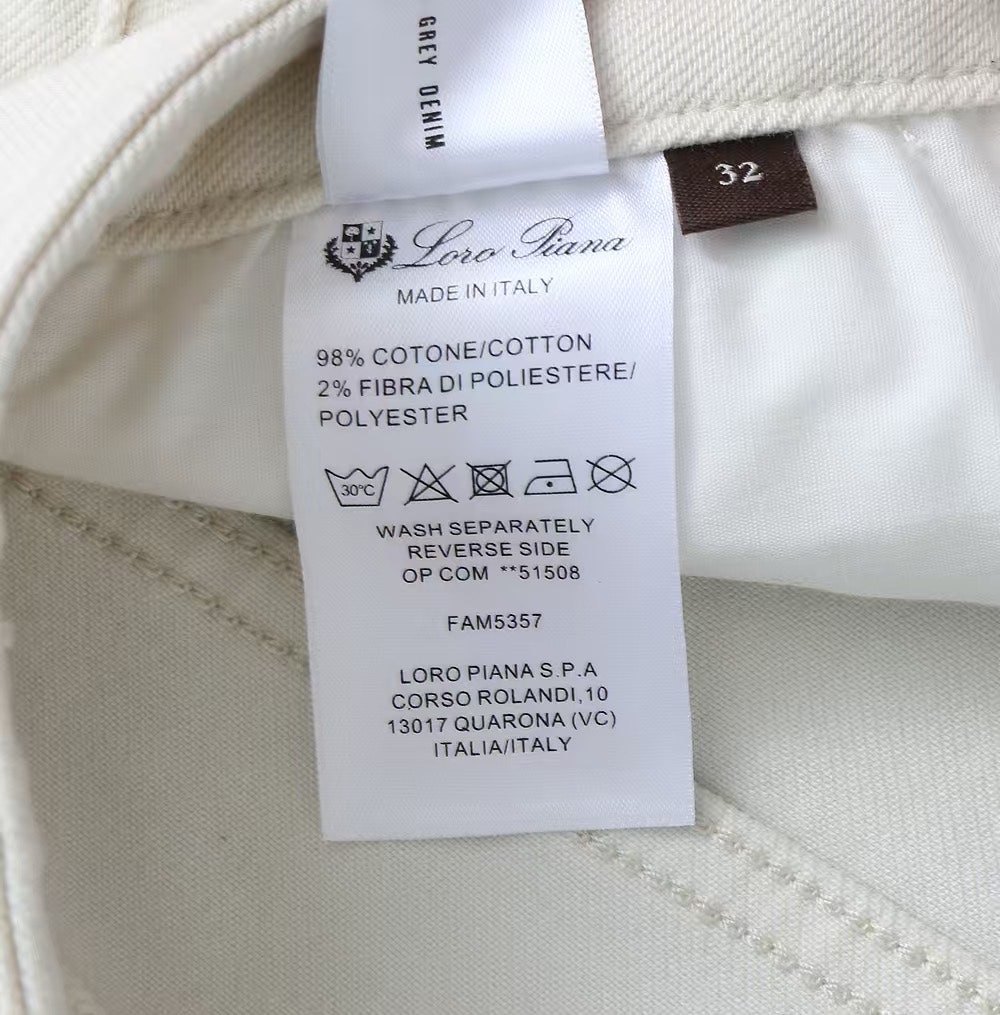 GREY DENIM
32
Loro Piana
MADE IN ITALY
98% COTONE/COTTON
2% FIBRA DI POLIESTERE/
POLYESTER
30°C
WASH SEPARATELY
REVERSE SIDE
OP COM **51508
FAM5357
LORO PIANA S.P.A
CORSO ROLANDI,10
13017 QUARONA (VC)
ITALIA/ITALY